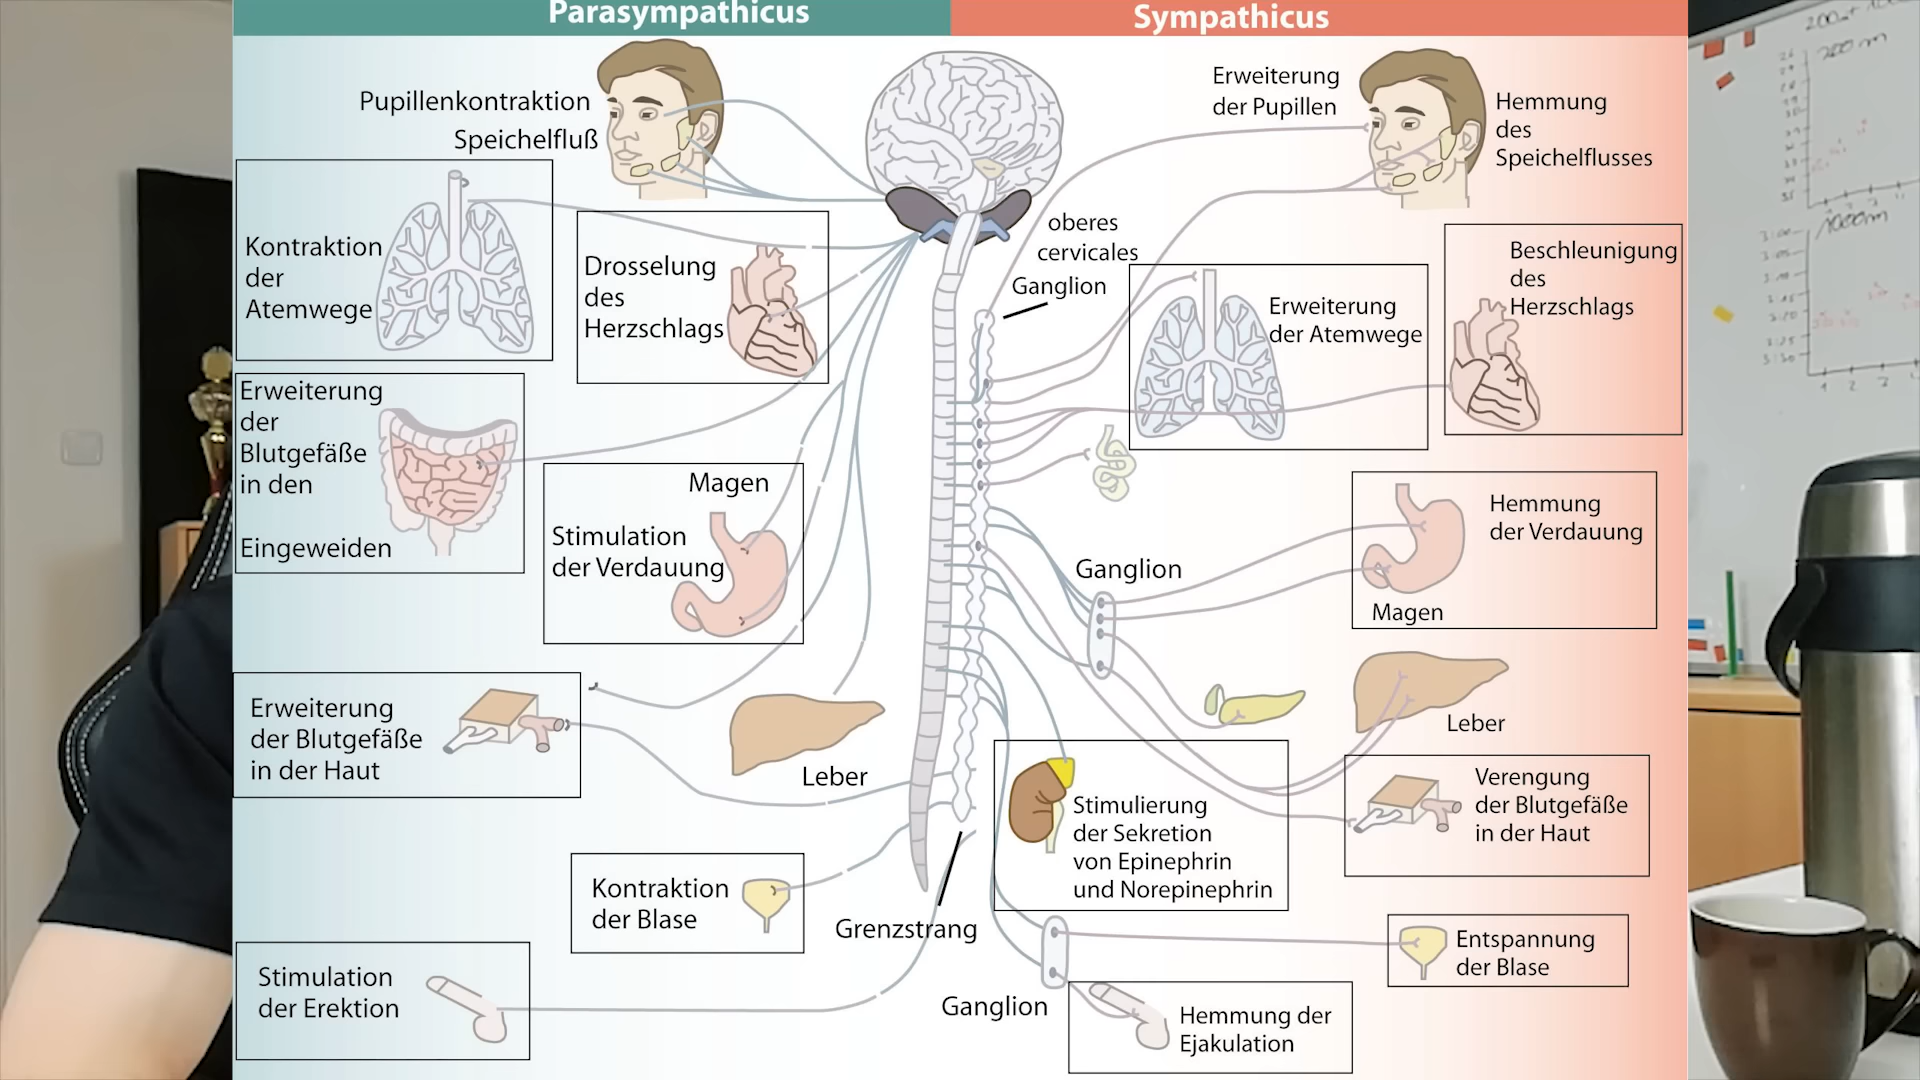 Parasympathicus
Sympathicus
Pupillenkontraktion
Speichelfluß
Kontraktion
der
Atemwege
Drosselung
des
Herzschlags
Erweiterung
der
Blutgefäße
in den
Eingeweiden
Magen
Stimulation
der Verdauung
Erweiterung
der Blutgefäße
in der Haut
Leber
Kontraktion
der Blase
Stimulation
der Erektion
Grenzstrang
Erweiterung
der Pupillen
Hemmung
des
Speichelflusses
oberes
cervicales
Ganglion
Erweiterung
der Atemwege
Beschleunigung
des
Herzschlags
Hemmung
der Verdauung
Magen
Ganglion
Leber
Stimulierung
der Sekretion
von Epinephrin
und Norepinephrin
Verengung
der Blutgefäße
in der Haut
Entspannung
der Blase
Ganglion
Hemmung der
Ejakulation
200m
1000m